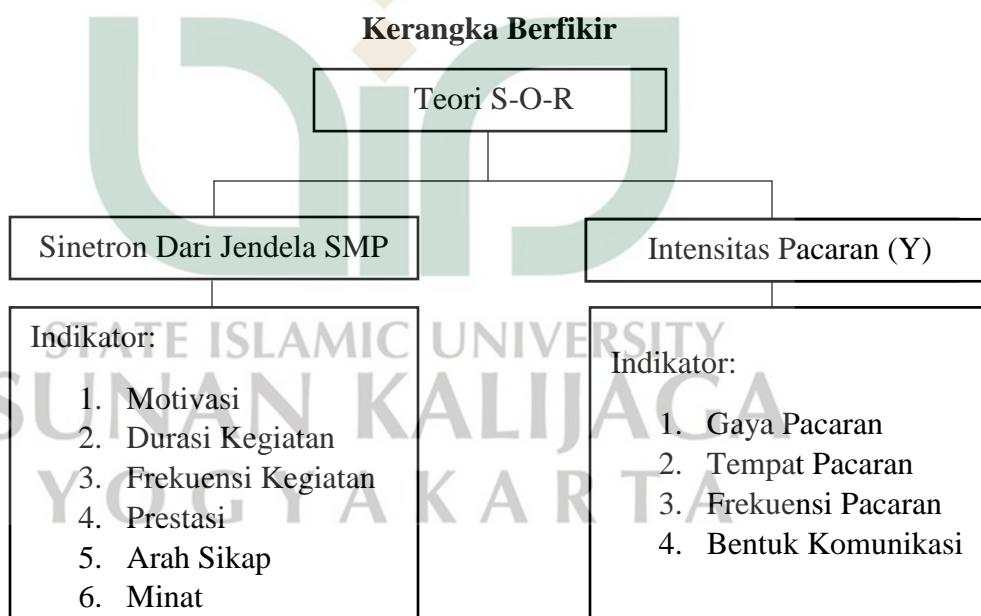 Kerangka Berfikir
Teori S-O-R
Sinetron Dari Jendela SMP
Intensitas Pacaran (Y)
Indikator:
1. Motivasi
2. Durasi Kegiatan
3. Frekuensi Kegiatan
4. Prestasi
5. Arah Sikap
6. Minat
Indikator:
1. Gaya Pacaran
2. Tempat Pacaran
3. Frekuensi Pacaran
4. Bentuk Komunikasi
STATE ISLAMIC UNIVERSITY
SUNAN KALIJAGA
YOGYAKARTA